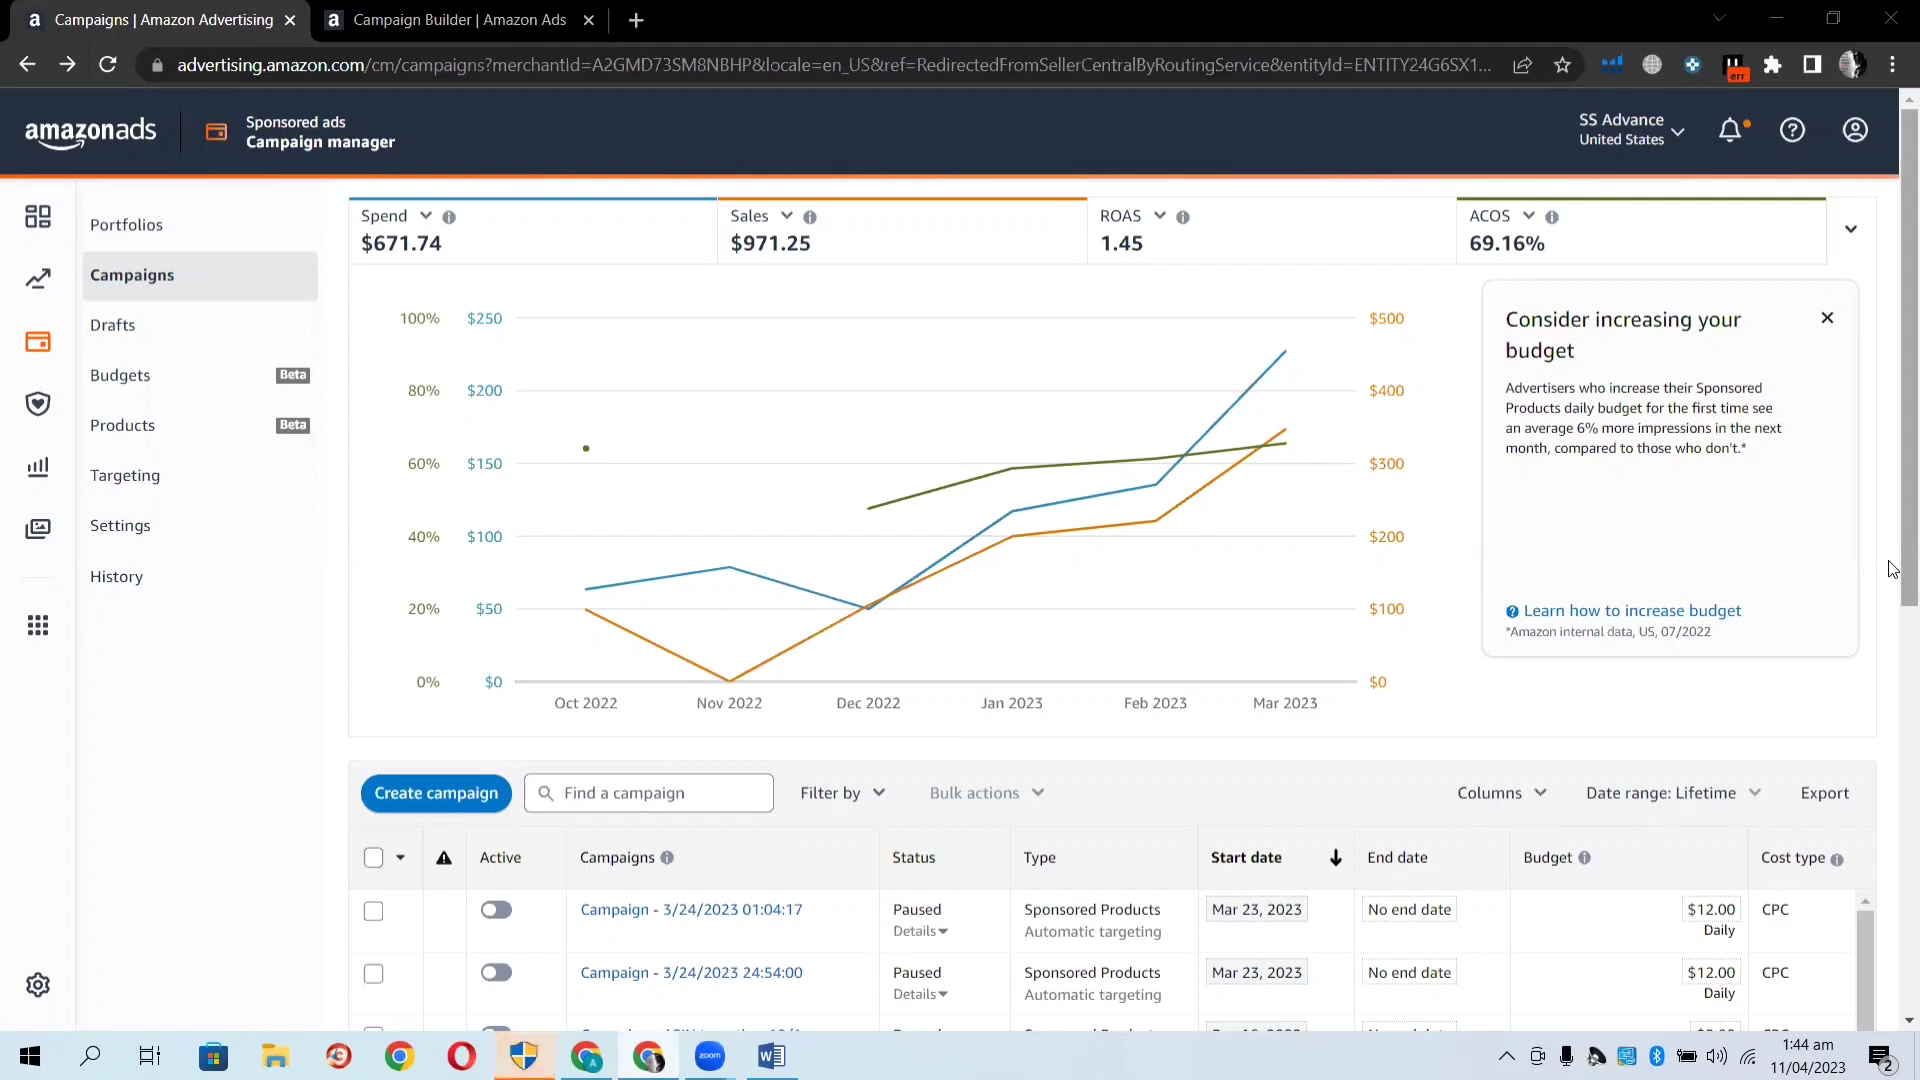 Campaigns | Amazon Advertising
Campaign Builder | Amazon Ads
advertising.amazon.com/cm/campaigns?merchantId=A2GMD73SM8NBHP&locale=en_US&ref=RedirectedFromSellerCentralByRoutingService&entityId=ENTITY24G6SX1...
err
amazonads
Sponsored ads
Campaign manager
SS Advance
United States
Portfolios
Campaigns
Drafts
Budgets Beta
Products Beta
Targeting
Settings
History
Spend
$671.74
Sales
$971.25
ROAS
1.45
ACOS
69.16%
100% $250 $500
80% $200 $400
60% $150 $300
40% $100 $200
20% $50 $100
0% $0 $0
Oct 2022 Nov 2022 Dec 2022 Jan 2023 Feb 2023 Mar 2023
Consider increasing your
budget
Advertisers who increase their Sponsored
Products daily budget for the first time see
an average 6% more impressions in the next
month, compared to those who don't.*
Learn how to increase budget
*Amazon internal data, US, 07/2022
Create campaign Find a campaign Filter by Bulk actions Columns Date range: Lifetime Export
Active Campaigns Status Type Start date End date Budget Cost type
Campaign - 3/24/2023 01:04:17 Paused Sponsored Products Mar 23, 2023 No end date $12.00 CPC
Details Automatic targeting Daily
Campaign - 3/24/2023 24:54:00 Paused Sponsored Products Mar 23, 2023 No end date $12.00 CPC
Details Automatic targeting Daily
zoom
1:44 am
11/04/2023
2